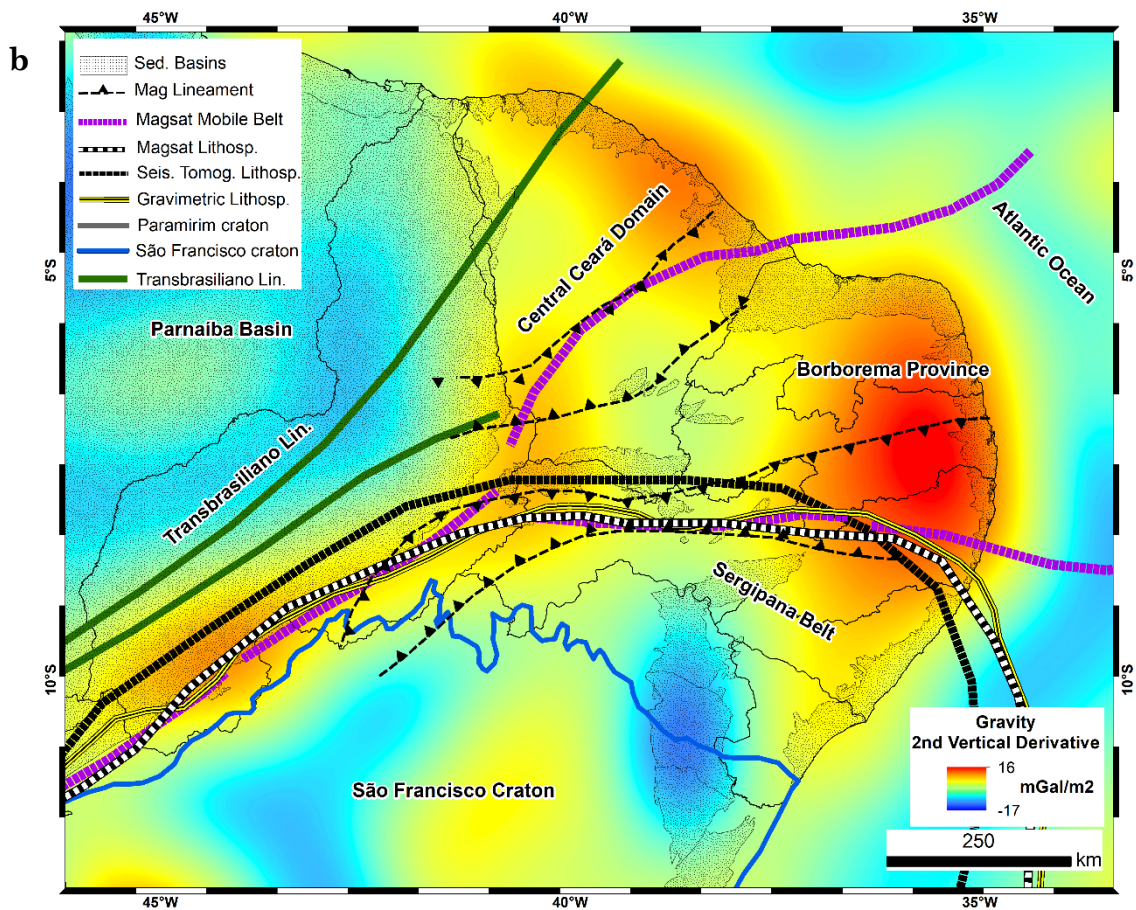 45°W 40°W 35°W
b
Sed. Basins
Mag Lineament
Magsat Mobile Belt
Magsat Lithosp.
Seis. Tomog. Lithosp.
Gravimetric Lithosp.
Paramirim craton
São Francisco craton
Transbrasiliano Lin.
Central Ceará Domain
Atlantic Ocean
5°S 5°S
Parnaíba Basin
Borborema Province
Transbrasiliano Lin.
Sergipana Belt
10°S 10°S
São Francisco Craton
Gravity
2nd Vertical Derivative
16
mGal/m2
-17
250
km
45°W 40°W 35°W